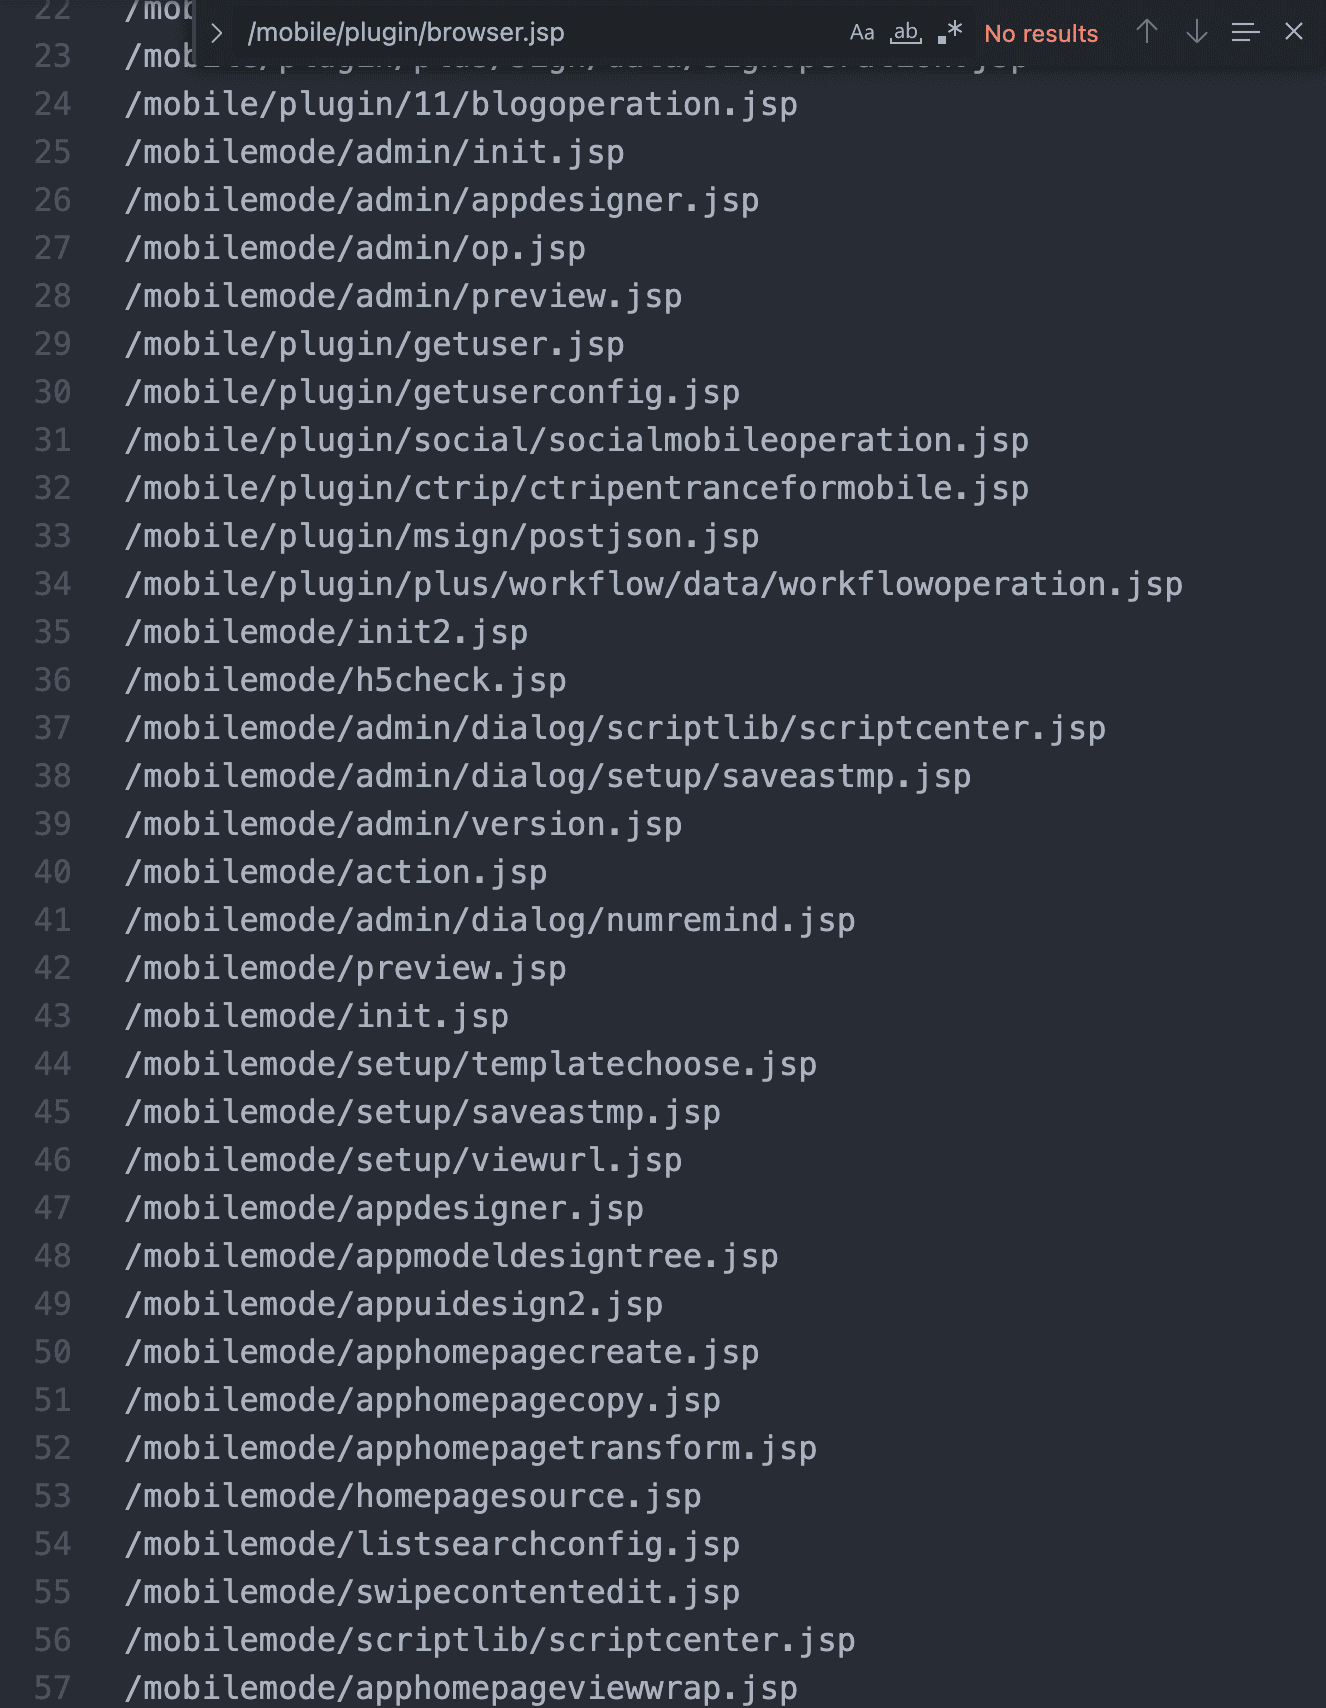 /mobile/plugin/browser.jsp Aa ab .* No results
22 /mob
23 /mobile/plugin/plus/sign/data/signoperation.jsp
24 /mobile/plugin/11/blogoperation.jsp
25 /mobilemode/admin/init.jsp
26 /mobilemode/admin/appdesigner.jsp
27 /mobilemode/admin/op.jsp
28 /mobilemode/admin/preview.jsp
29 /mobile/plugin/getuser.jsp
30 /mobile/plugin/getuserconfig.jsp
31 /mobile/plugin/social/socialmobileoperation.jsp
32 /mobile/plugin/ctrip/ctripentranceformobile.jsp
33 /mobile/plugin/msign/postjson.jsp
34 /mobile/plugin/plus/workflow/data/workflowoperation.jsp
35 /mobilemode/init2.jsp
36 /mobilemode/h5check.jsp
37 /mobilemode/admin/dialog/scriptlib/scriptcenter.jsp
38 /mobilemode/admin/dialog/setup/saveastmp.jsp
39 /mobilemode/admin/version.jsp
40 /mobilemode/action.jsp
41 /mobilemode/admin/dialog/numremind.jsp
42 /mobilemode/preview.jsp
43 /mobilemode/init.jsp
44 /mobilemode/setup/templatechoose.jsp
45 /mobilemode/setup/saveastmp.jsp
46 /mobilemode/setup/viewurl.jsp
47 /mobilemode/appdesigner.jsp
48 /mobilemode/appmodeldesigntree.jsp
49 /mobilemode/appuidesign2.jsp
50 /mobilemode/apphomepagecreate.jsp
51 /mobilemode/apphomepagecopy.jsp
52 /mobilemode/apphomepagetransform.jsp
53 /mobilemode/homepagesource.jsp
54 /mobilemode/listsearchconfig.jsp
55 /mobilemode/swipecontentedit.jsp
56 /mobilemode/scriptlib/scriptcenter.jsp
57 /mobilemode/apphomepageviewwrap.jsp